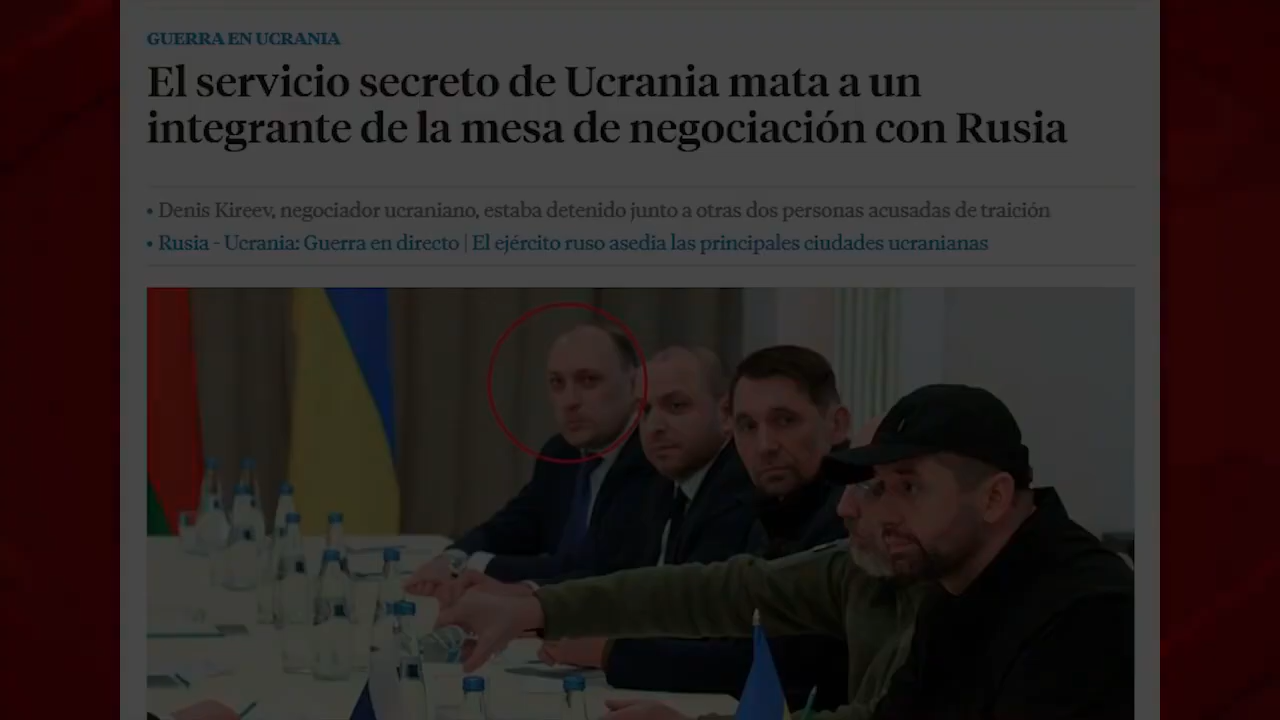 GUERRA EN UCRANIA
El servicio secreto de Ucrania mata a un
integrante de la mesa de negociación con Rusia
• Denis Kireev, negociador ucraniano, estaba detenido junto a otras dos personas acusadas de traición
• Rusia - Ucrania: Guerra en directo | El ejército ruso asedia las principales ciudades ucranianas